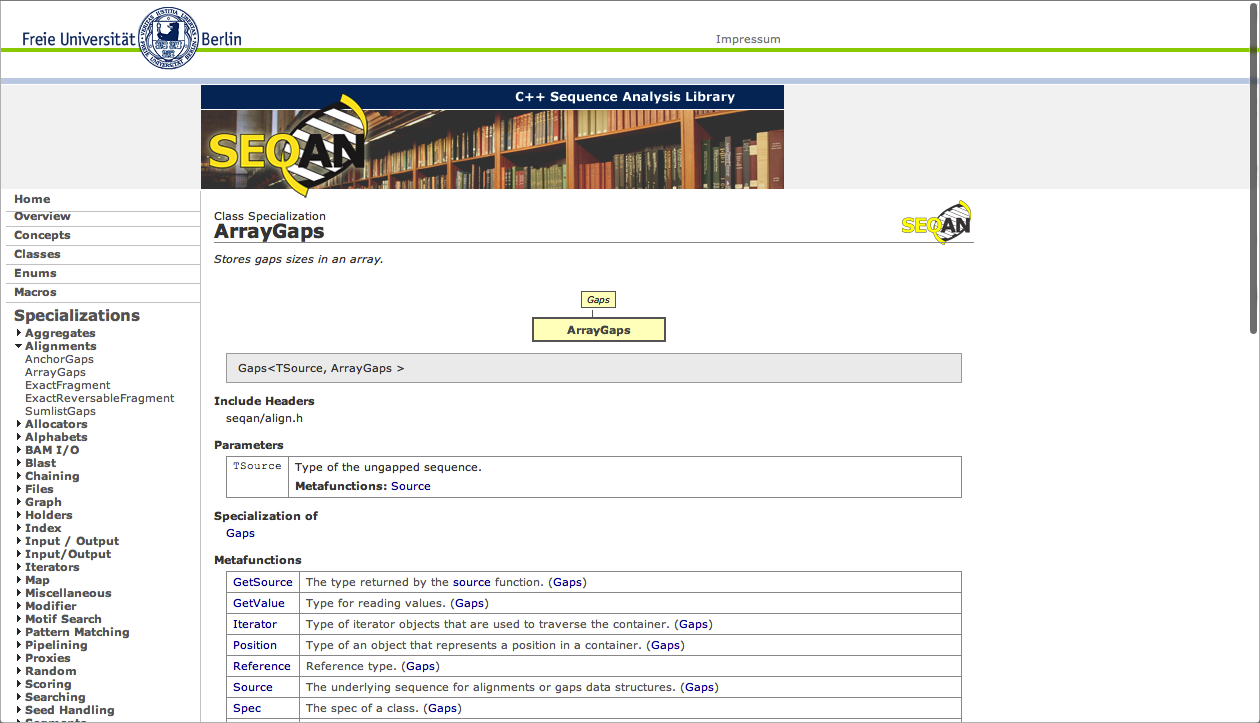 Freie Universität Berlin
Impressum
C++ Sequence Analysis Library
SEQAN
Home
Overview
Concepts
Classes
Enums
Macros
Specializations
Aggregates
Alignments
AnchorGaps
ArrayGaps
ExactFragment
ExactReversableFragment
SumlistGaps
Allocators
Alphabets
BAM I/O
Blast
Chaining
Files
Graph
Holders
Index
Input / Output
Input/Output
Iterators
Map
Miscellaneous
Modifier
Motif Search
Pattern Matching
Pipelining
Proxies
Random
Scoring
Searching
Seed Handling
Class Specialization
ArrayGaps
SEQAN
Stores gaps sizes in an array.
Gaps
ArrayGaps
Gaps<TSource, ArrayGaps >
Include Headers
seqan/align.h
Parameters
TSource Type of the ungapped sequence.
Metafunctions: Source
Specialization of
Gaps
Metafunctions
GetSource The type returned by the source function. (Gaps)
GetValue Type for reading values. (Gaps)
Iterator Type of iterator objects that are used to traverse the container. (Gaps)
Position Type of an object that represents a position in a container. (Gaps)
Reference Reference type. (Gaps)
Source The underlying sequence for alignments or gaps data structures. (Gaps)
Spec The spec of a class. (Gaps)